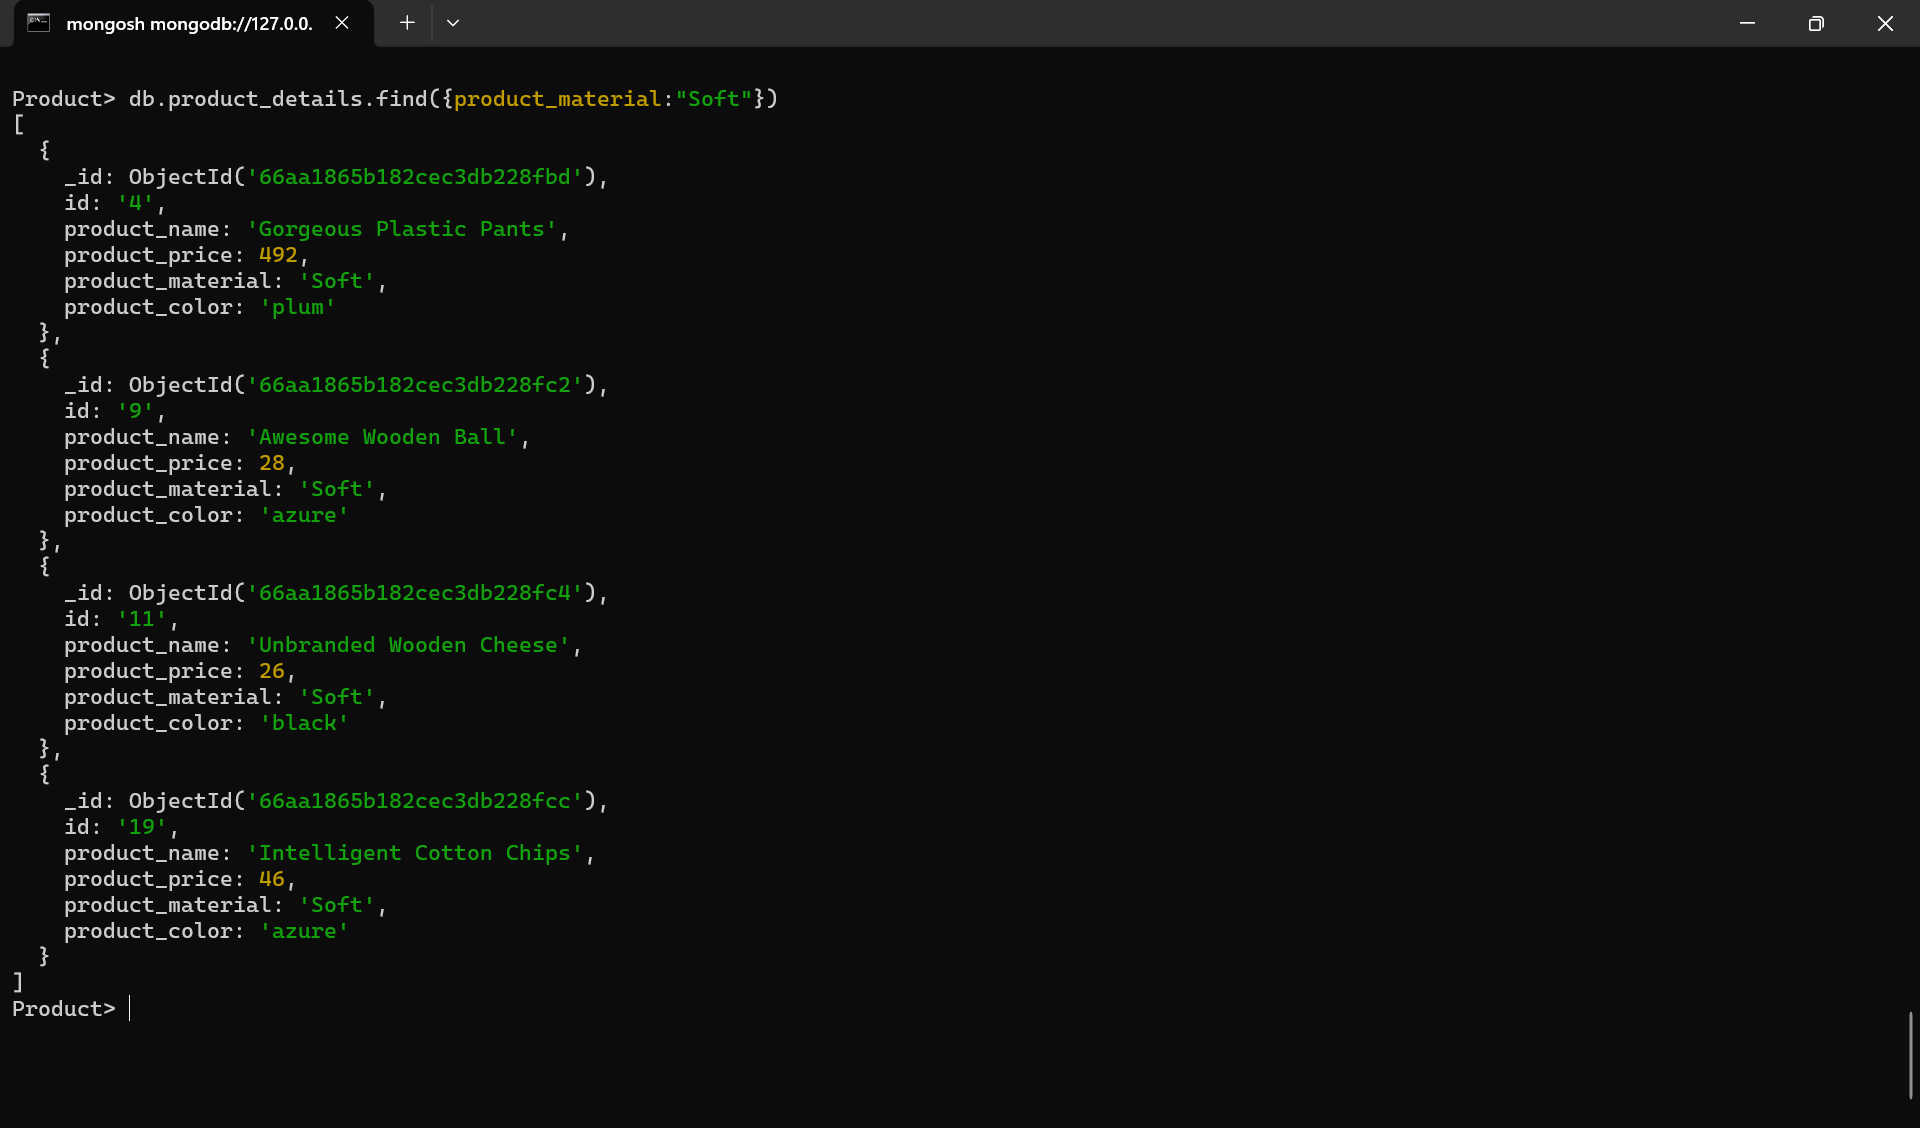 mongosh mongodb://127.0.0.
Product> db.product_details.find({product_material:"Soft"})
[
  {
    _id: ObjectId('66aa1865b182cec3db228fbd'),
    id: '4',
    product_name: 'Gorgeous Plastic Pants',
    product_price: 492,
    product_material: 'Soft',
    product_color: 'plum'
  },
  {
    _id: ObjectId('66aa1865b182cec3db228fc2'),
    id: '9',
    product_name: 'Awesome Wooden Ball',
    product_price: 28,
    product_material: 'Soft',
    product_color: 'azure'
  },
  {
    _id: ObjectId('66aa1865b182cec3db228fc4'),
    id: '11',
    product_name: 'Unbranded Wooden Cheese',
    product_price: 26,
    product_material: 'Soft',
    product_color: 'black'
  },
  {
    _id: ObjectId('66aa1865b182cec3db228fcc'),
    id: '19',
    product_name: 'Intelligent Cotton Chips',
    product_price: 46,
    product_material: 'Soft',
    product_color: 'azure'
  }
]
Product>